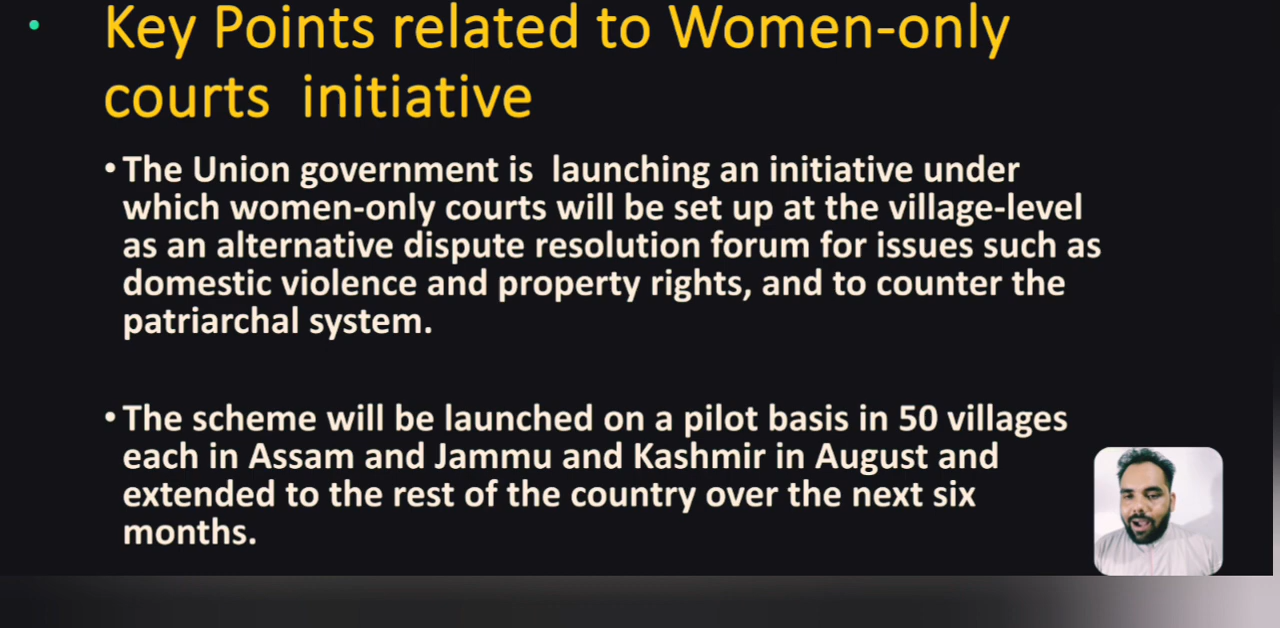 Key Points related to Women-only
courts initiative
•The Union government is launching an initiative under
which women-only courts will be set up at the village-level
as an alternative dispute resolution forum for issues such as
domestic violence and property rights, and to counter the
patriarchal system.
•The scheme will be launched on a pilot basis in 50 villages
each in Assam and Jammu and Kashmir in August and
extended to the rest of the country over the next six
months.